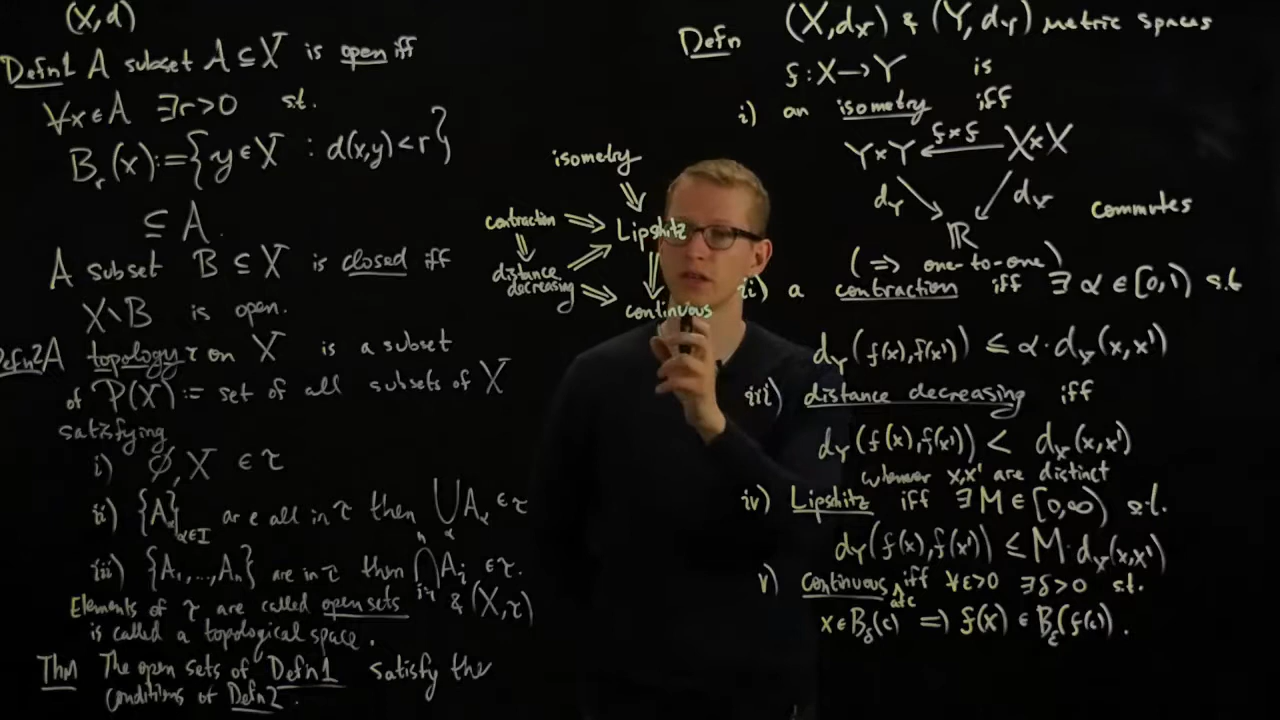 (X, d)
Defn1 A subset A ⊆ X is open iff
∀x∈A ∃r>0 s.t.
B_r(x):={y∈X : d(x,y)<r}
⊆ A.
A subset B ⊆ X is closed iff
X∖B is open.
Defn2 A topology τ on X is a subset
of P(X) := set of all subsets of X
satisfying
i) ∅, X ∈ τ
ii) {A_α}_{α∈I} are all in τ then ⋃_α A_α ∈ τ
iii) {A_1,...,A_n} are in τ then ⋂_{i=1}^n A_i ∈ τ.
Elements of τ are called open sets & (X,τ)
is called a topological space.
Thm The open sets of Defn1 satisfy the
conditions of Defn2.
isometry
contraction ⇒ Lipshitz
distance
decreasing ⇒ continuous
Defn (X,d_X) & (Y,d_Y) metric spaces
f : X → Y is
i) an isometry iff
Y×Y ←f×f X×X
d_Y d_X commutes
ℝ
(⇒ one-to-one)
ii) a contraction iff ∃ α ∈ [0,1) s.t
d_Y(f(x),f(x')) ≤ α · d_X(x,x')
iii) distance decreasing iff
d_Y(f(x),f(x')) < d_X(x,x')
whenever x,x' are distinct
iv) Lipshitz iff ∃ M ∈ [0,∞) s.t.
d_Y(f(x),f(x')) ≤ M · d_X(x,x')
v) continuous at c iff ∀ε>0 ∃δ>0 s.t.
x∈B_δ(c) ⇒ f(x) ∈ B_ε(f(c)).